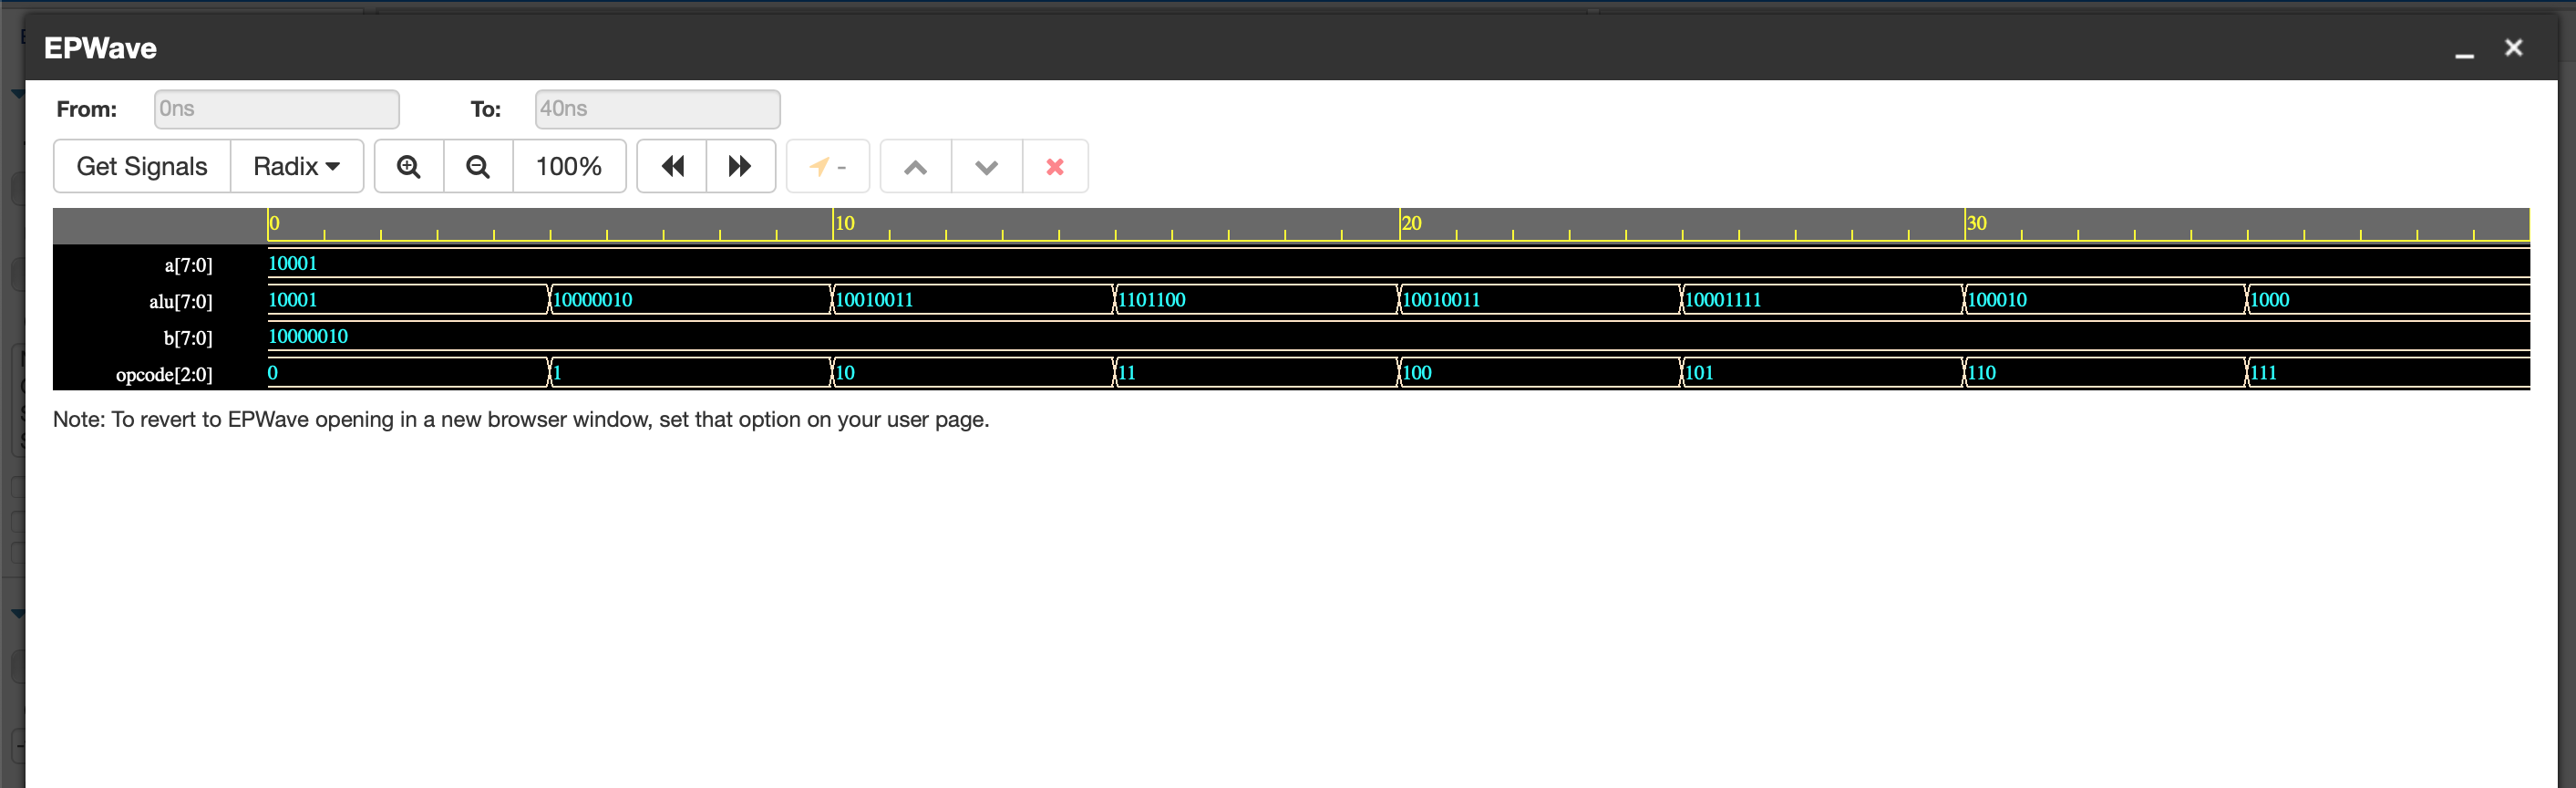 EPWave
From: 0ns To: 40ns
Get Signals Radix 100% -
0 10 20 30
a[7:0] 10001
alu[7:0] 10001 10000010 10010011 1101100 10010011 10001111 100010 1000
b[7:0] 10000010
opcode[2:0] 0 1 10 11 100 101 110 111
Note: To revert to EPWave opening in a new browser window, set that option on your user page.